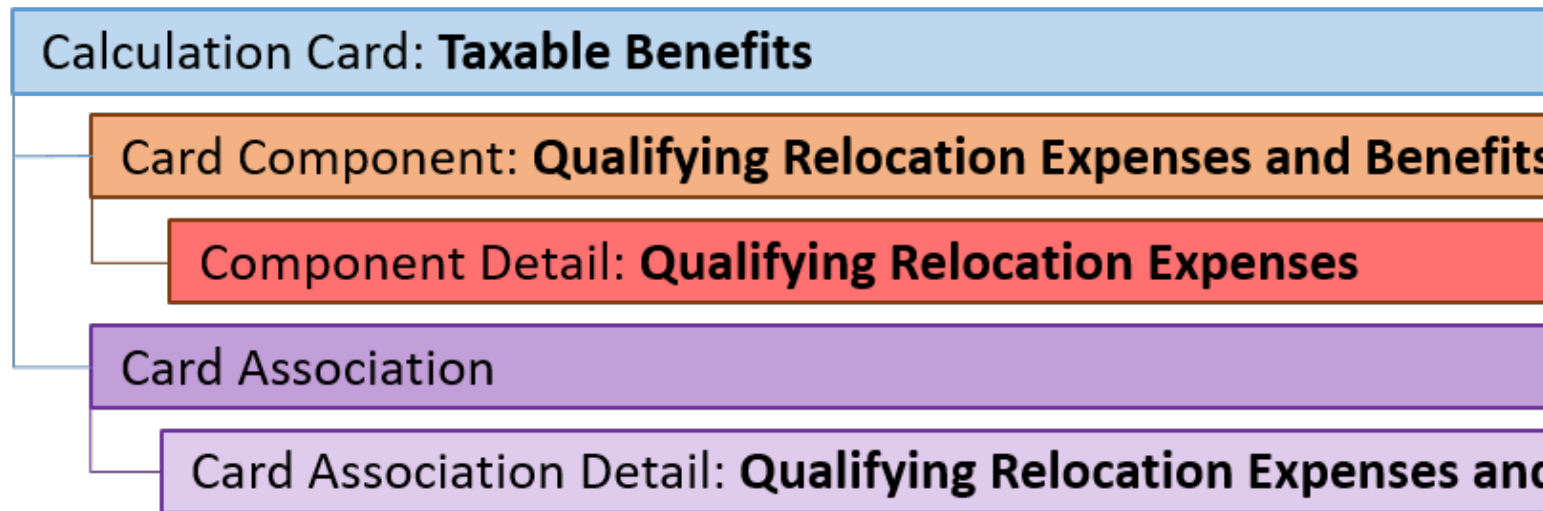 Calculation Card: Taxable Benefits
Card Component: Qualifying Relocation Expenses and Benefits
Component Detail: Qualifying Relocation Expenses
Card Association
Card Association Detail: Qualifying Relocation Expenses and